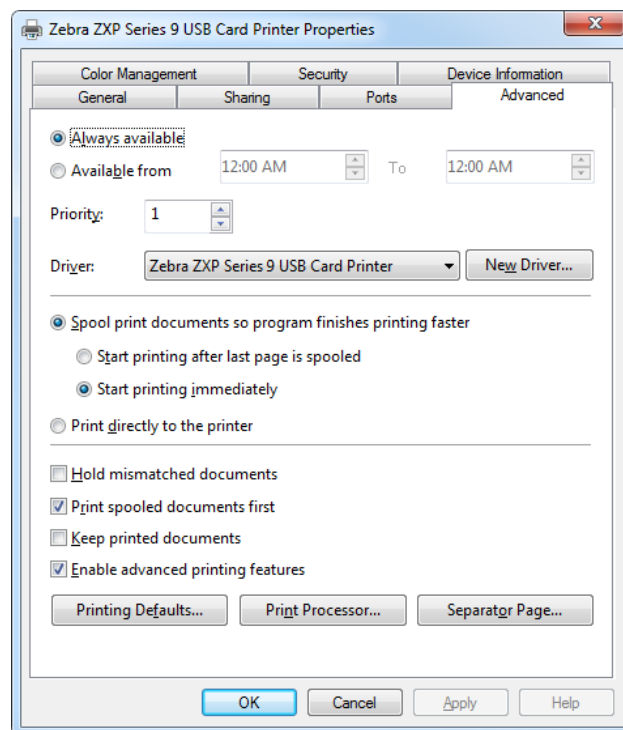 Zebra ZXP Series 9 USB Card Printer Properties
Color Management Security Device Information
General Sharing Ports Advanced
Always available
Available from 12:00 AM To 12:00 AM
Priority: 1
Driver: Zebra ZXP Series 9 USB Card Printer New Driver...
Spool print documents so program finishes printing faster
Start printing after last page is spooled
Start printing immediately
Print directly to the printer
Hold mismatched documents
Print spooled documents first
Keep printed documents
Enable advanced printing features
Printing Defaults... Print Processor... Separator Page...
OK Cancel Apply Help